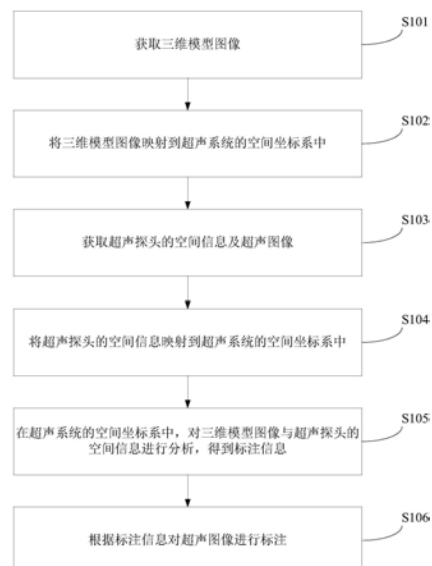 获取三维模型图像
S101
将三维模型图像映射到超声系统的空间坐标系中
S102
获取超声探头的空间信息及超声图像
S103
将超声探头的空间信息映射到超声系统的空间坐标系中
S104
在超声系统的空间坐标系中，对三维模型图像与超声探头的
空间信息进行分析，得到标注信息
S105
根据标注信息对超声图像进行标注
S106